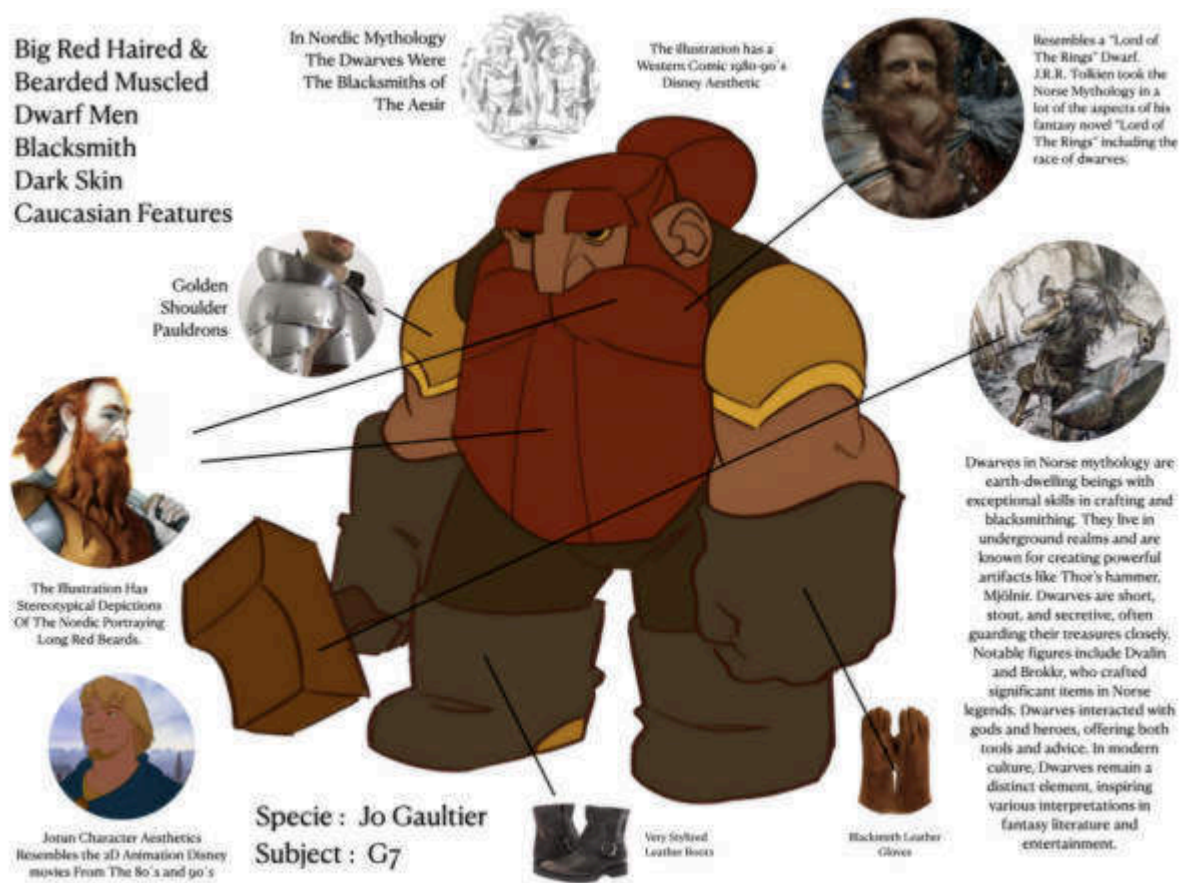 Big Red Haired &
Bearded Muscled
Dwarf Men
Blacksmith
Dark Skin
Caucasian Features
In Nordic Mythology
The Dwarves Were
The Blacksmiths of
The Aesir
The illustration has a
Western Comic 1980-90's
Disney Aesthetic
Resembles a "Lord of
The Rings" Dwarf.
J.R.R. Tolkien took the
Norse Mythology in a
lot of the aspects of his
fantasy novel "Lord of
The Rings" including the
race of dwarves.
Golden
Shoulder
Pauldrons
The Illustration Has
Stereotypical Depictions
Of The Nordic Portraying
Long Red Beards.
Dwarves in Norse mythology are
earth-dwelling beings with
exceptional skills in crafting and
blacksmithing. They live in
underground realms and are
known for creating powerful
artifacts like Thor's hammer,
Mjölnir. Dwarves are short,
stout, and secretive, often
guarding their treasures closely.
Notable figures include Dvalin
and Brokkr, who crafted
significant items in Norse
legends. Dwarves interacted with
gods and heroes, offering both
tools and advice. In modern
culture, Dwarves remain a
distinct element, inspiring
various interpretations in
fantasy literature and
entertainment.
Jotun Character Aesthetics
Resembles the 2D Animation Disney
movies From The 80's and 90's
Specie : Jo Gaultier
Subject : G7
Very Stylized
Leather Boots
Blacksmith Leather
Gloves